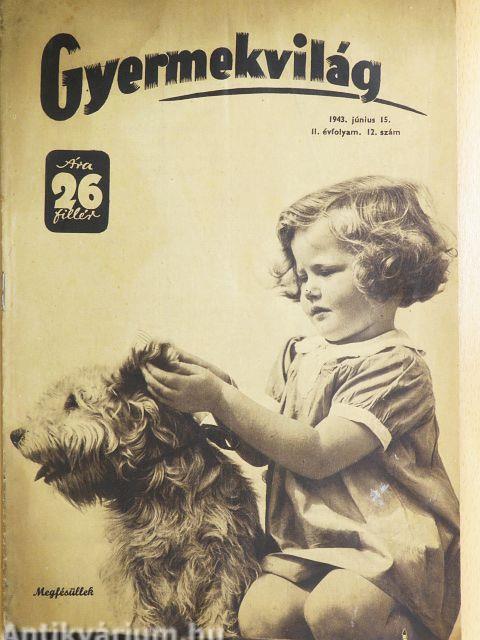 Gyermekvilág
1943. június 15.
II. évfolyam. 12. szám
Ára
26
fillér
Megfésüllek
Antikvárium.hu